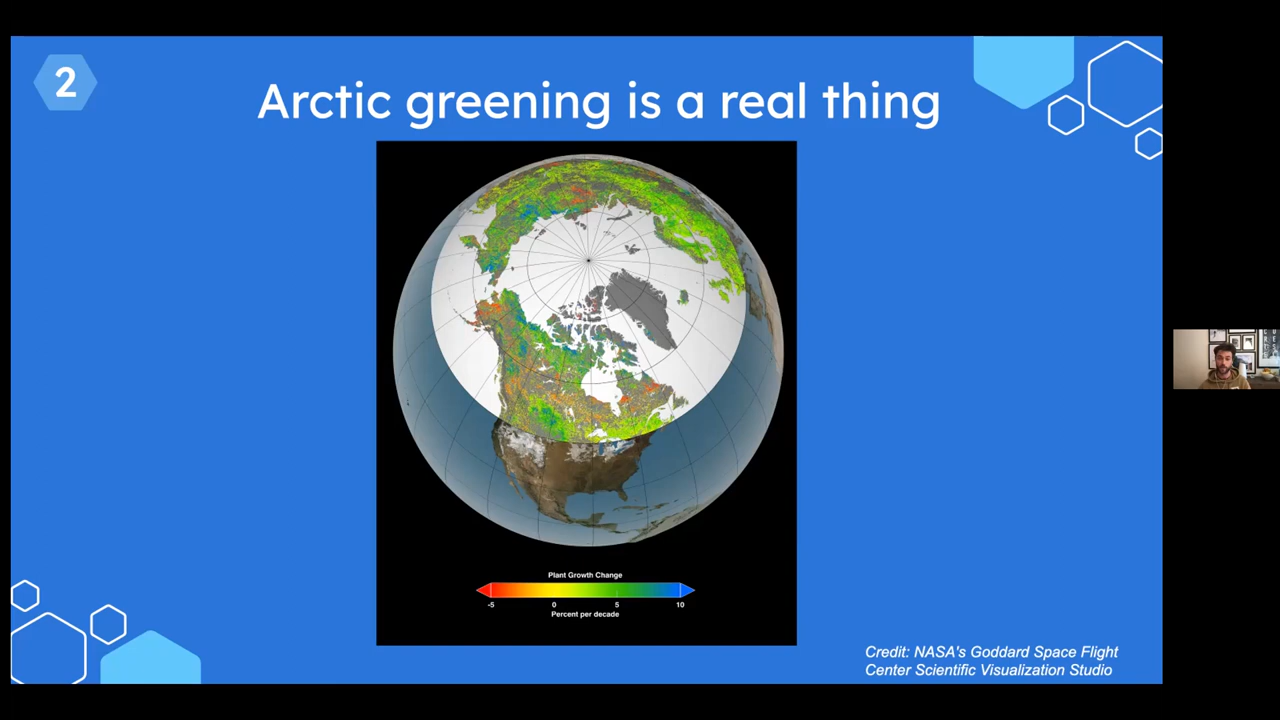 2
Arctic greening is a real thing
Plant Growth Change
-5 0 5 10
Percent per decade
Credit: NASA's Goddard Space Flight
Center Scientific Visualization Studio